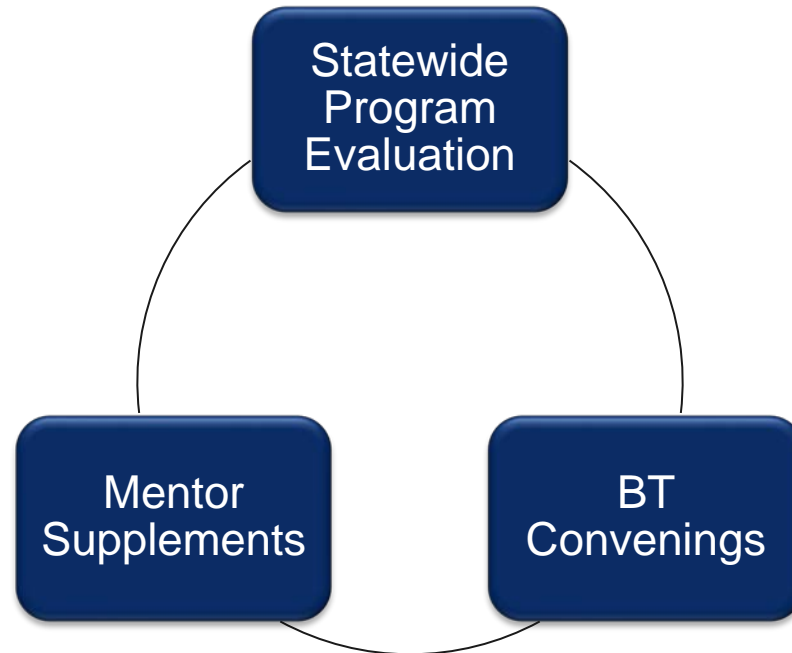 Statewide
Program
Evaluation
Mentor
Supplements
BT
Convenings